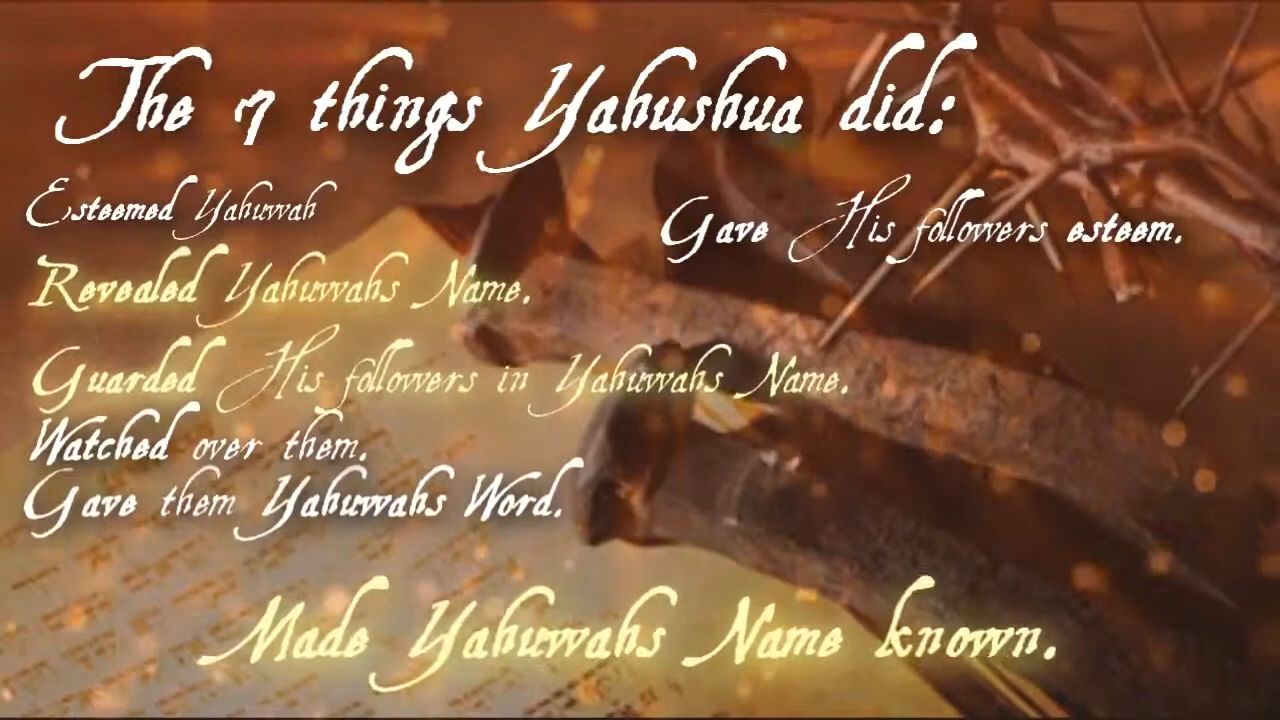 The 7 things Yahushua did:
Esteemed Yahuwah
Gave His followers esteem.
Revealed Yahuwahs Name.
Guarded His followers in Yahuwahs Name.
Watched over them.
Gave them Yahuwahs Word.
Made Yahuwahs Name known.